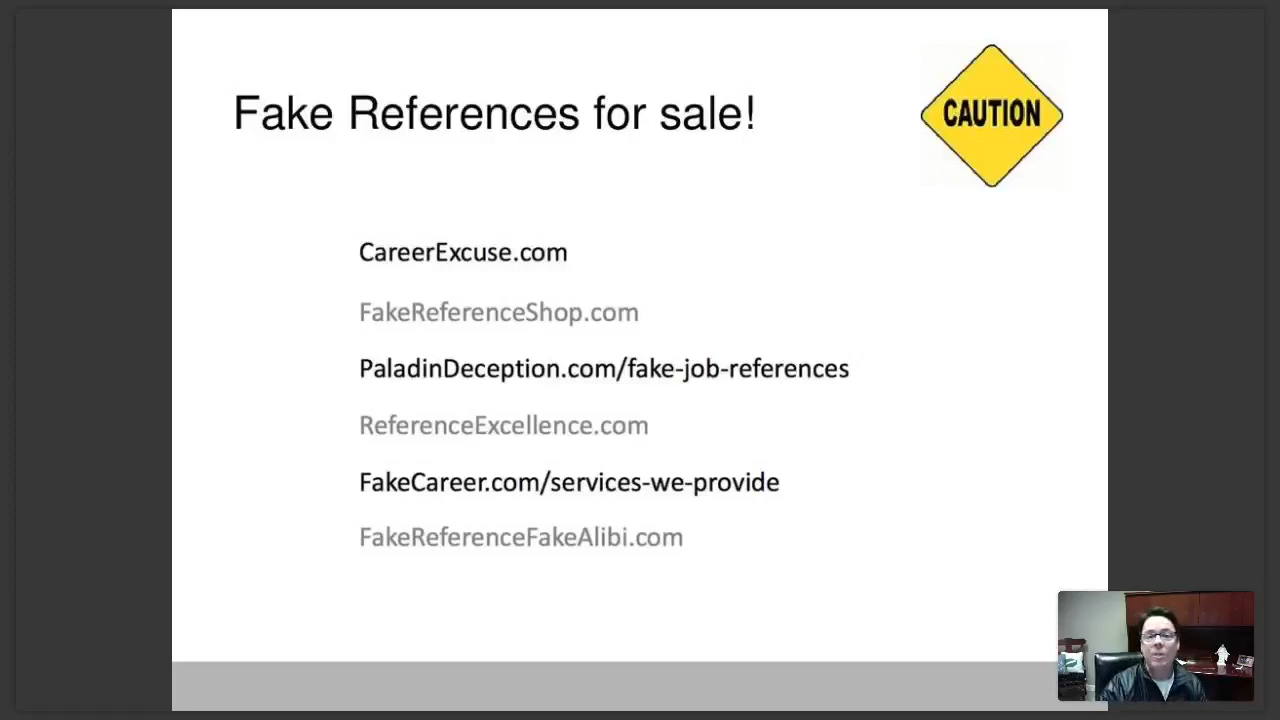 Fake References for sale!
CAUTION
CareerExcuse.com
FakeReferenceShop.com
PaladinDeception.com/fake-job-references
ReferenceExcellence.com
FakeCareer.com/services-we-provide
FakeReferenceFakeAlibi.com